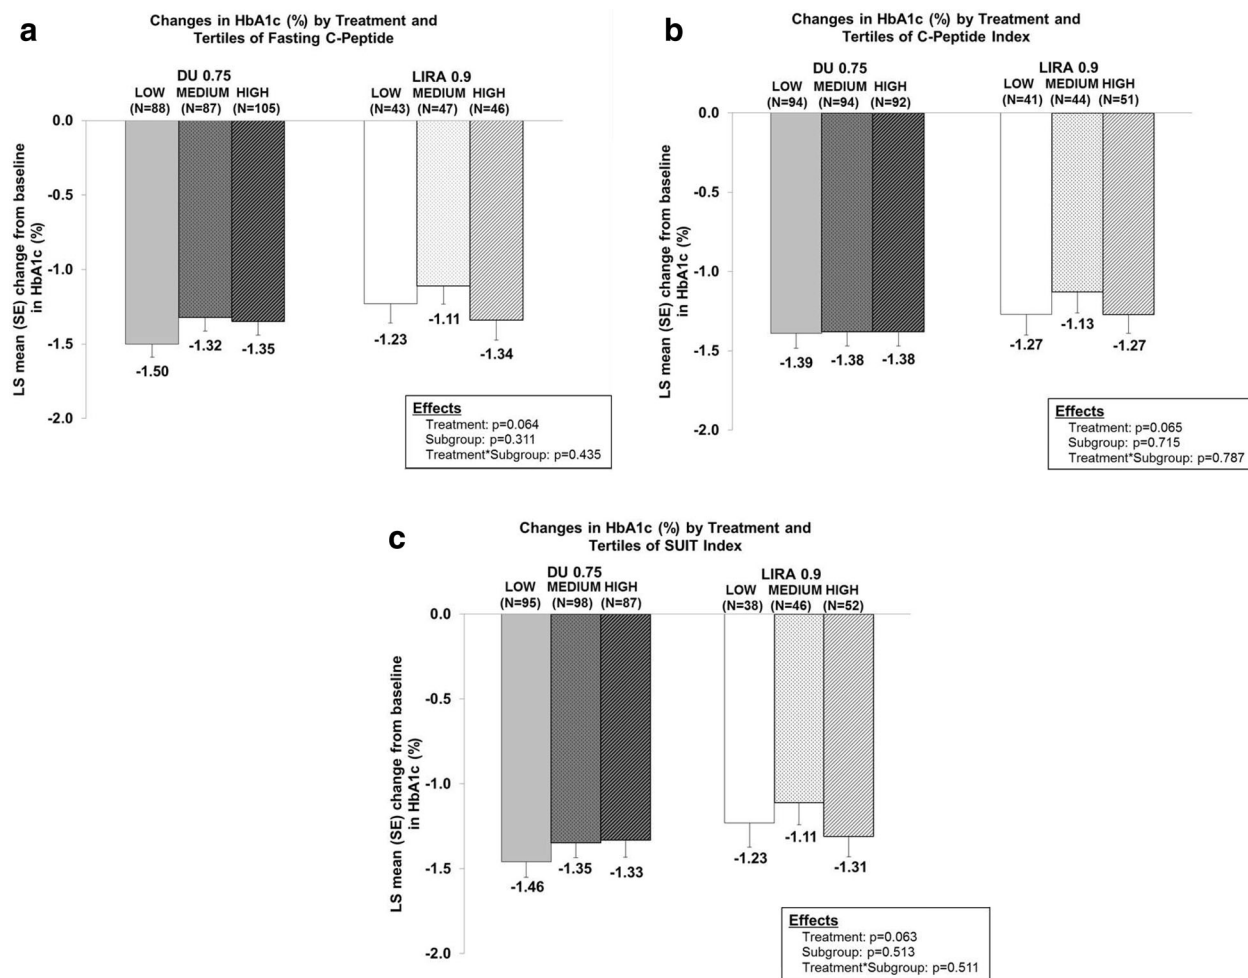 a
Changes in HbA1c (%) by Treatment and
Tertiles of Fasting C-Peptide
DU 0.75
LOW MEDIUM HIGH
(N=88) (N=87) (N=105)
LIRA 0.9
LOW MEDIUM HIGH
(N=43) (N=47) (N=46)
LS mean (SE) change from baseline
in HbA1c (%)
0.0
-0.5
-1.0
-1.5
-2.0
-1.50
-1.32
-1.35
-1.23
-1.11
-1.34
Effects
Treatment: p=0.064
Subgroup: p=0.311
Treatment*Subgroup: p=0.435
b
Changes in HbA1c (%) by Treatment and
Tertiles of C-Peptide Index
DU 0.75
LOW MEDIUM HIGH
(N=94) (N=94) (N=92)
LIRA 0.9
LOW MEDIUM HIGH
(N=41) (N=44) (N=51)
LS mean (SE) change from baseline
in HbA1c (%)
0.0
-0.5
-1.0
-1.5
-2.0
-1.39
-1.38
-1.38
-1.27
-1.13
-1.27
Effects
Treatment: p=0.065
Subgroup: p=0.715
Treatment*Subgroup: p=0.787
c
Changes in HbA1c (%) by Treatment and
Tertiles of SUIT Index
DU 0.75
LOW MEDIUM HIGH
(N=95) (N=98) (N=87)
LIRA 0.9
LOW MEDIUM HIGH
(N=38) (N=46) (N=52)
LS mean (SE) change from baseline
in HbA1c (%)
0.0
-0.5
-1.0
-1.5
-2.0
-1.46
-1.35
-1.33
-1.23
-1.11
-1.31
Effects
Treatment: p=0.063
Subgroup: p=0.513
Treatment*Subgroup: p=0.511